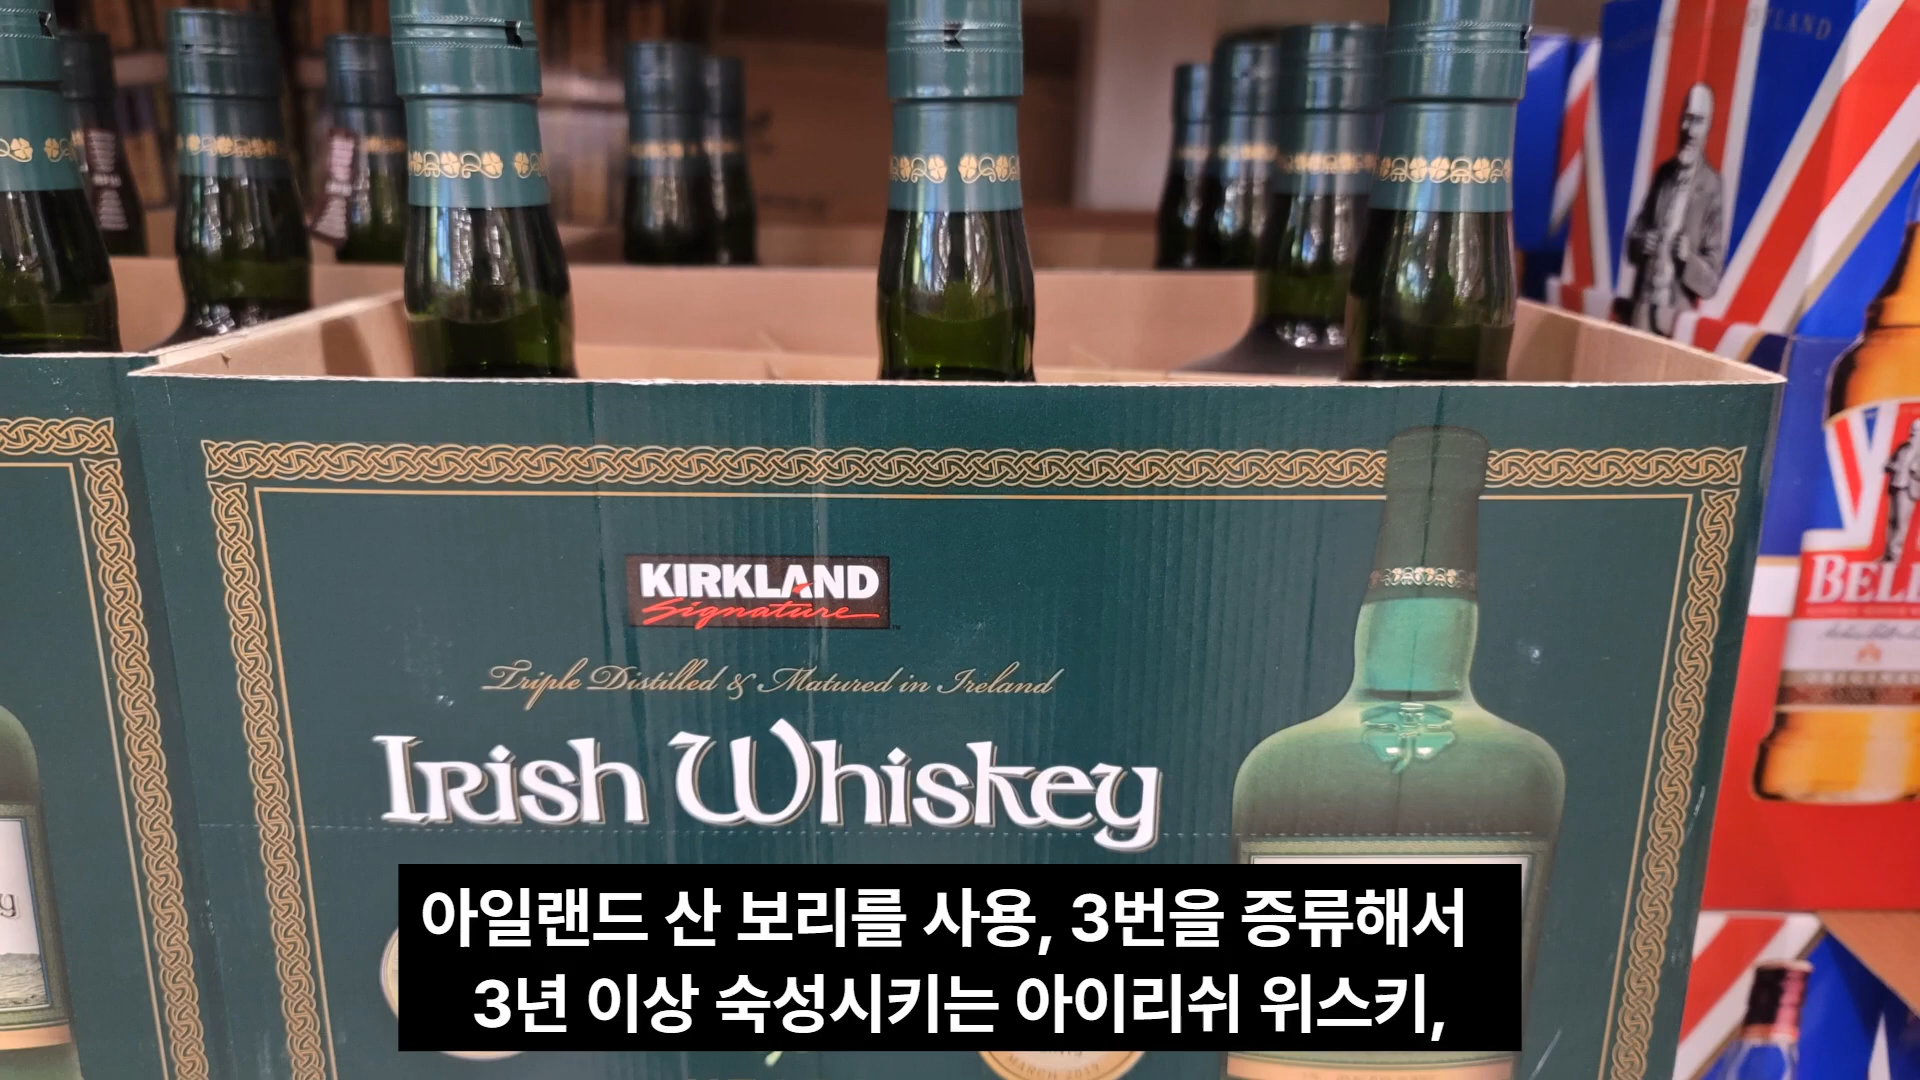 KIRKLAND
Signature
Triple Distilled & Matured in Ireland
Irish Whiskey
아일랜드 산 보리를 사용, 3번을 증류해서
3년 이상 숙성시키는 아이리쉬 위스키,
MARCH 2017